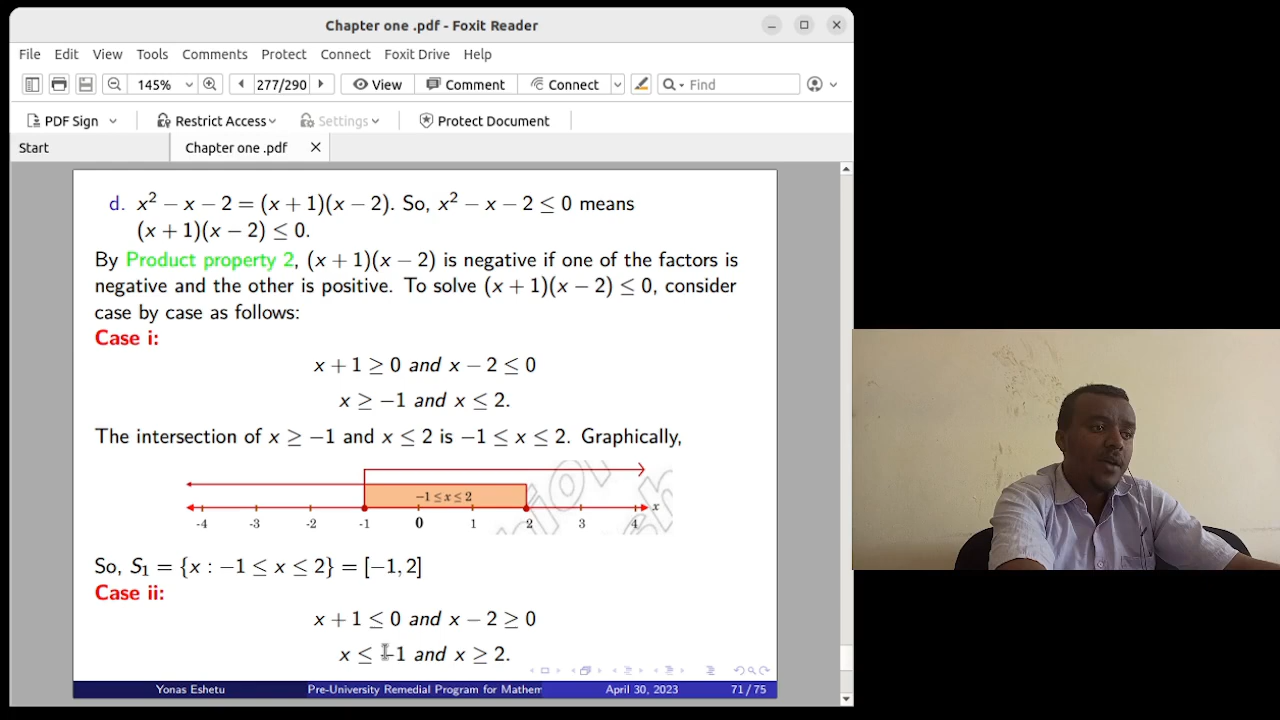 Chapter one .pdf - Foxit Reader
File Edit View Tools Comments Protect Connect Foxit Drive Help
145% 277/290 View Comment Connect Find
PDF Sign Restrict Access Settings Protect Document
Start Chapter one .pdf
d. x² − x − 2 = (x + 1)(x − 2). So, x² − x − 2 ≤ 0 means
(x + 1)(x − 2) ≤ 0.
By Product property 2, (x + 1)(x − 2) is negative if one of the factors is
negative and the other is positive. To solve (x + 1)(x − 2) ≤ 0, consider
case by case as follows:
Case i:
x + 1 ≥ 0 and x − 2 ≤ 0
x ≥ −1 and x ≤ 2.
The intersection of x ≥ −1 and x ≤ 2 is −1 ≤ x ≤ 2. Graphically,
−1 ≤ x ≤ 2
x
-4 -3 -2 -1 0 1 2 3 4
So, S₁ = {x : −1 ≤ x ≤ 2} = [−1, 2]
Case ii:
x + 1 ≤ 0 and x − 2 ≥ 0
x ≤ −1 and x ≥ 2.
Yonas Eshetu Pre-University Remedial Program for Mathem April 30, 2023 71 / 75